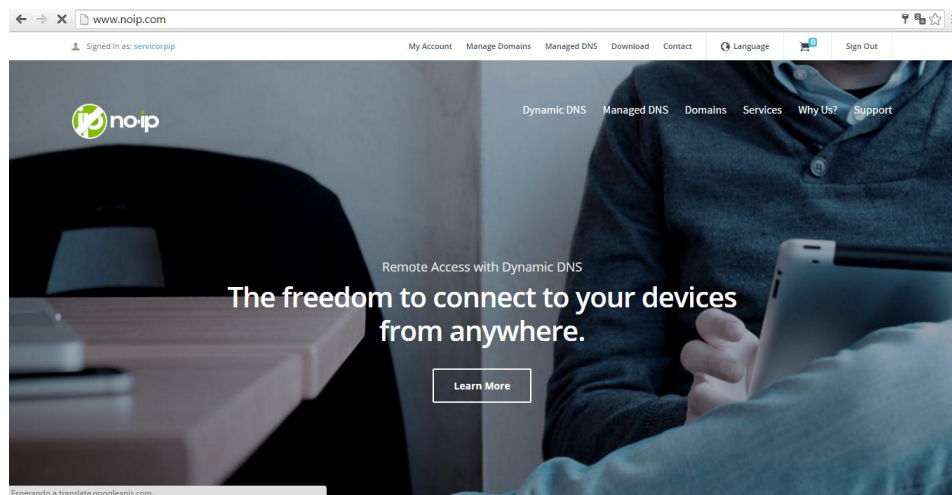 www.noip.com
Signed In as: servicorpip
My Account Manage Domains Managed DNS Download Contact Language 0 Sign Out
no·ip
Dynamic DNS Managed DNS Domains Services Why Us? Support
Remote Access with Dynamic DNS
The freedom to connect to your devices
from anywhere.
Learn More
Esperando a translate.googleapis.com...